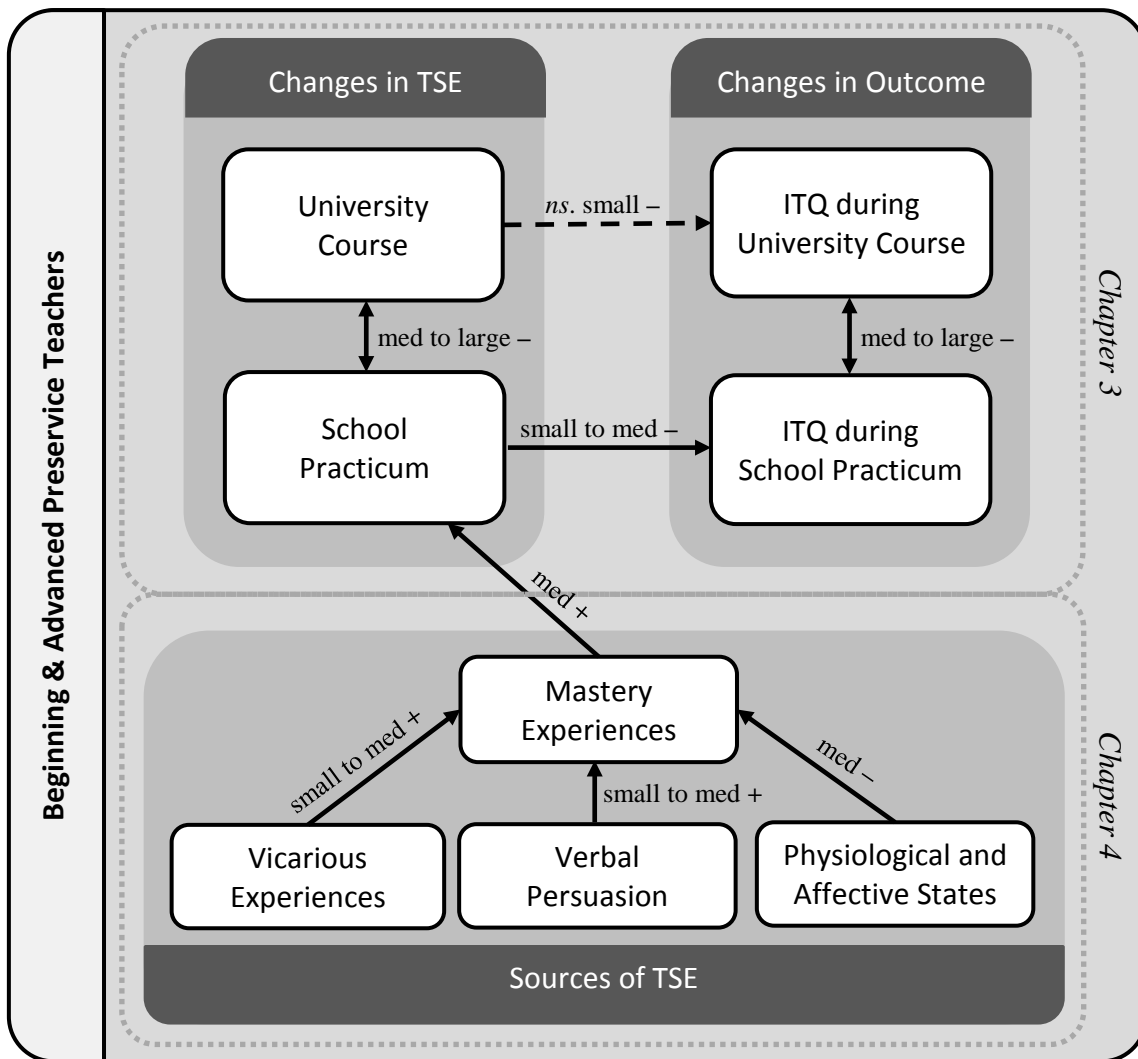 Beginning & Advanced Preservice Teachers
Changes in TSE
Changes in Outcome
University
Course
ns. small –
ITQ during
University Course
med to large –
med to large –
School
Practicum
small to med –
ITQ during
School Practicum
Chapter 3
med +
Mastery
Experiences
small to med +
small to med +
med –
Vicarious
Experiences
Verbal
Persuasion
Physiological and
Affective States
Sources of TSE
Chapter 4